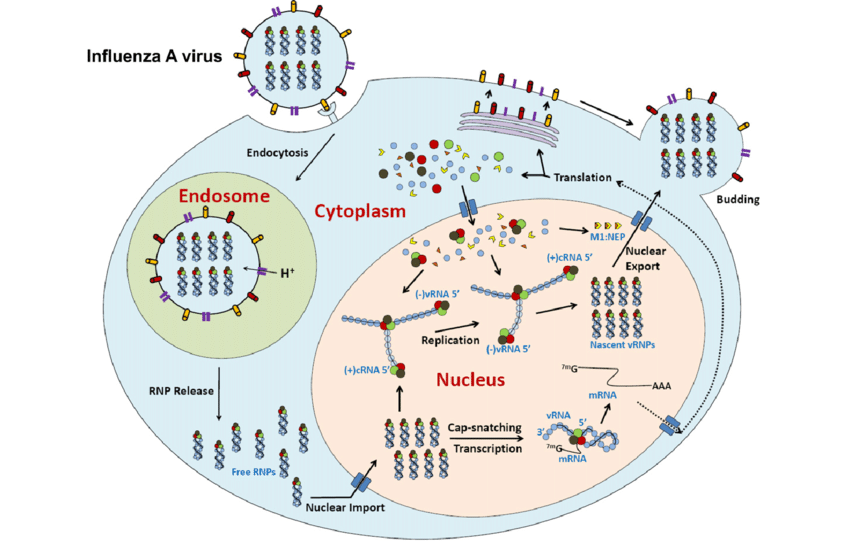 Influenza A virus
Endocytosis
Endosome
Cytoplasm
Translation
Budding
H+
M1:NEP
(+)cRNA 5'
Nuclear
Export
(-)vRNA 5'
Replication
(-)vRNA 5'
Nascent vRNPs
(+)cRNA 5'
Nucleus
RNP Release
7mG
AAA
mRNA
Cap-snatching
Transcription
vRNA
5'
3'
7mG
mRNA
Free RNPs
Nuclear Import